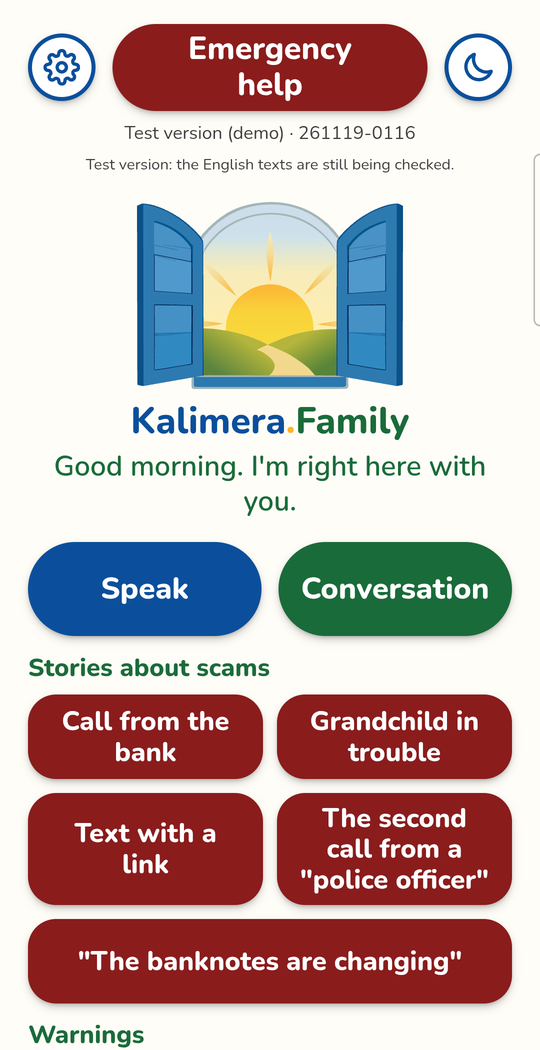 Emergency
help
Test version (demo) · 261119-0116
Test version: the English texts are still being checked.
Kalimera.Family
Good morning. I'm right here with
you.
Speak
Conversation
Stories about scams
Call from the
bank
Grandchild in
trouble
Text with a
link
The second
call from a
"police officer"
"The banknotes are changing"
Warnings